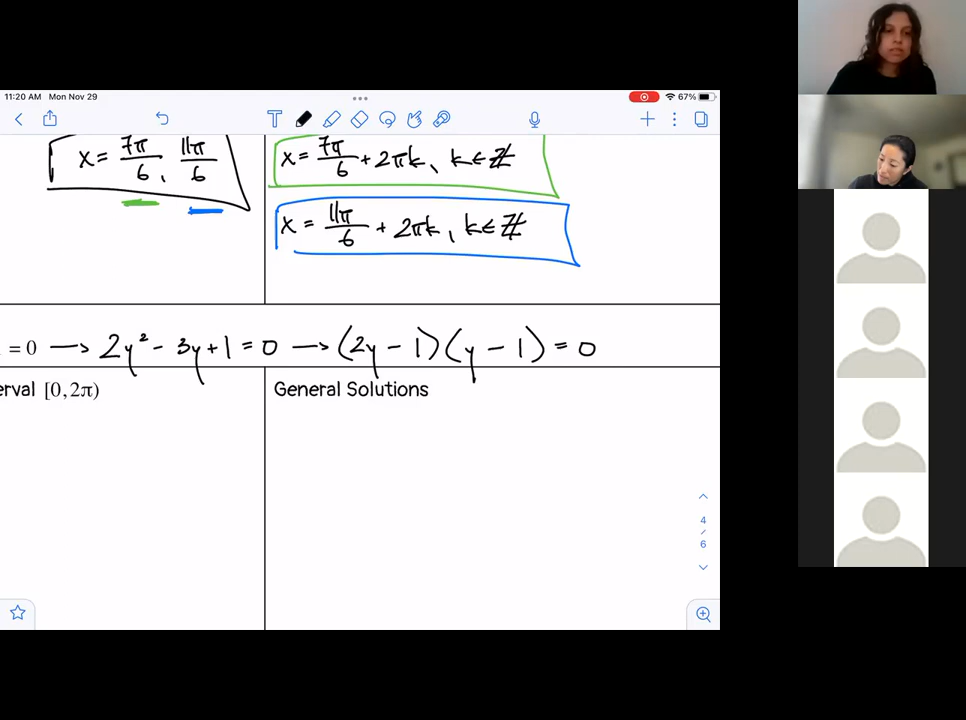 11:20 AM Mon Nov 29
67%
x = 7π/6, 11π/6
x = 7π/6 + 2πk, k ∈ ℤ
x = 11π/6 + 2πk, k ∈ ℤ
= 0 → 2y² - 3y + 1 = 0 → (2y - 1)(y - 1) = 0
erval [0, 2π)
General Solutions
4
/
6